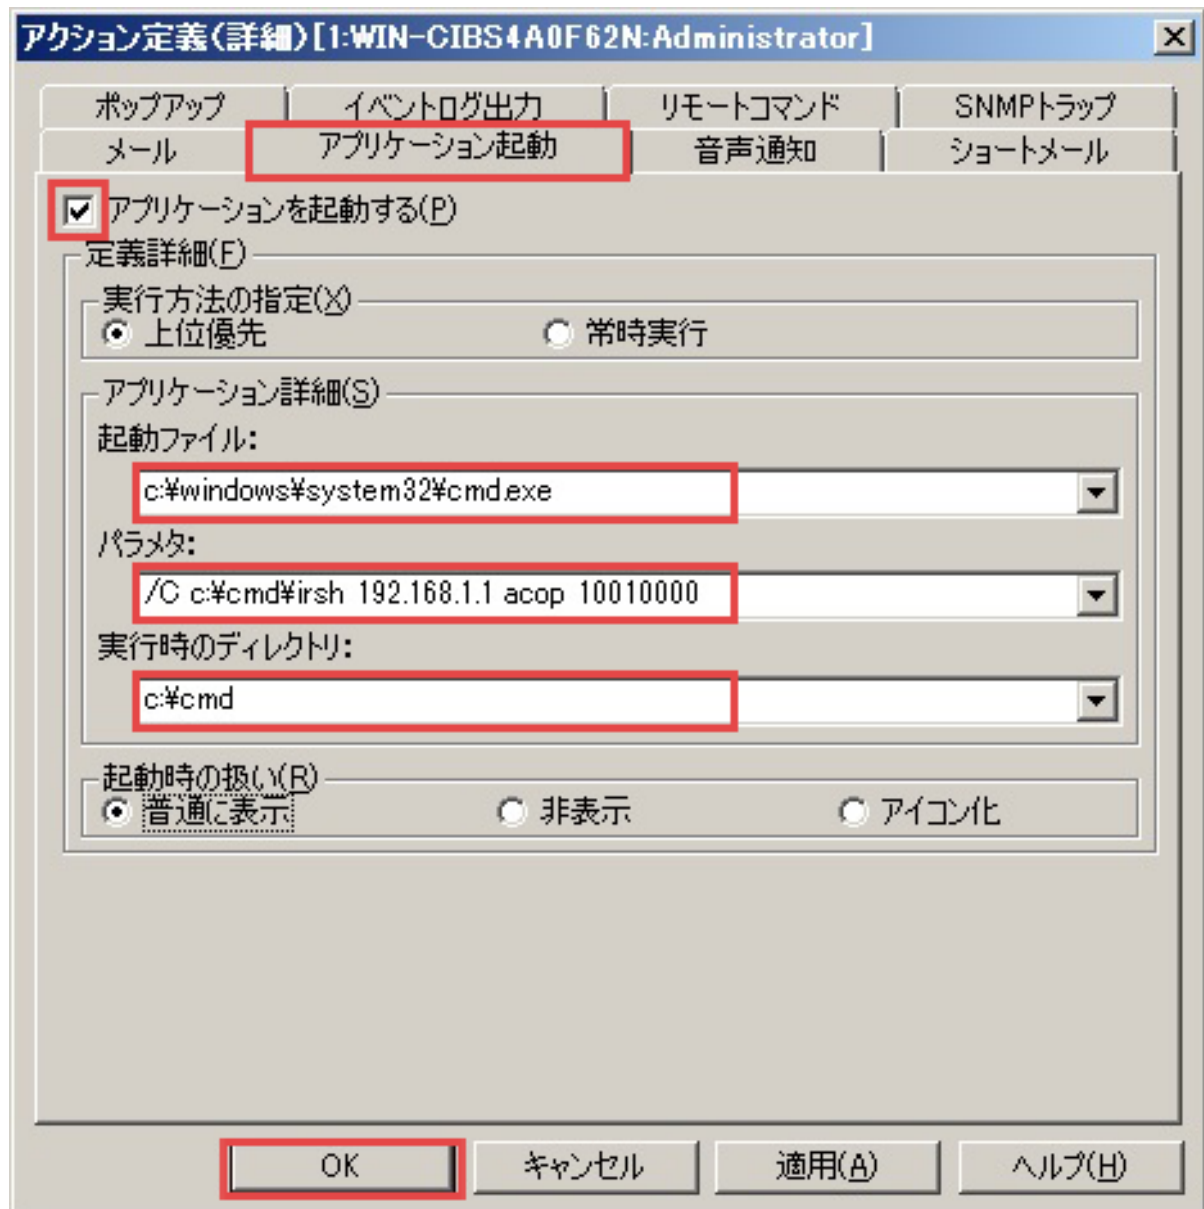 アクション定義(詳細)[1:WIN-CIBS4A0F62N:Administrator]
ポップアップ イベントログ出力 リモートコマンド SNMPトラップ
メール アプリケーション起動 音声通知 ショートメール
アプリケーションを起動する(P)
定義詳細(F)
実行方法の指定(X)
上位優先 常時実行
アプリケーション詳細(S)
起動ファイル:
c:¥windows¥system32¥cmd.exe
パラメタ:
/C c:¥cmd¥irsh 192.168.1.1 acop 10010000
実行時のディレクトリ:
c:¥cmd
起動時の扱い(R)
普通に表示 非表示 アイコン化
OK キャンセル 適用(A) ヘルプ(H)